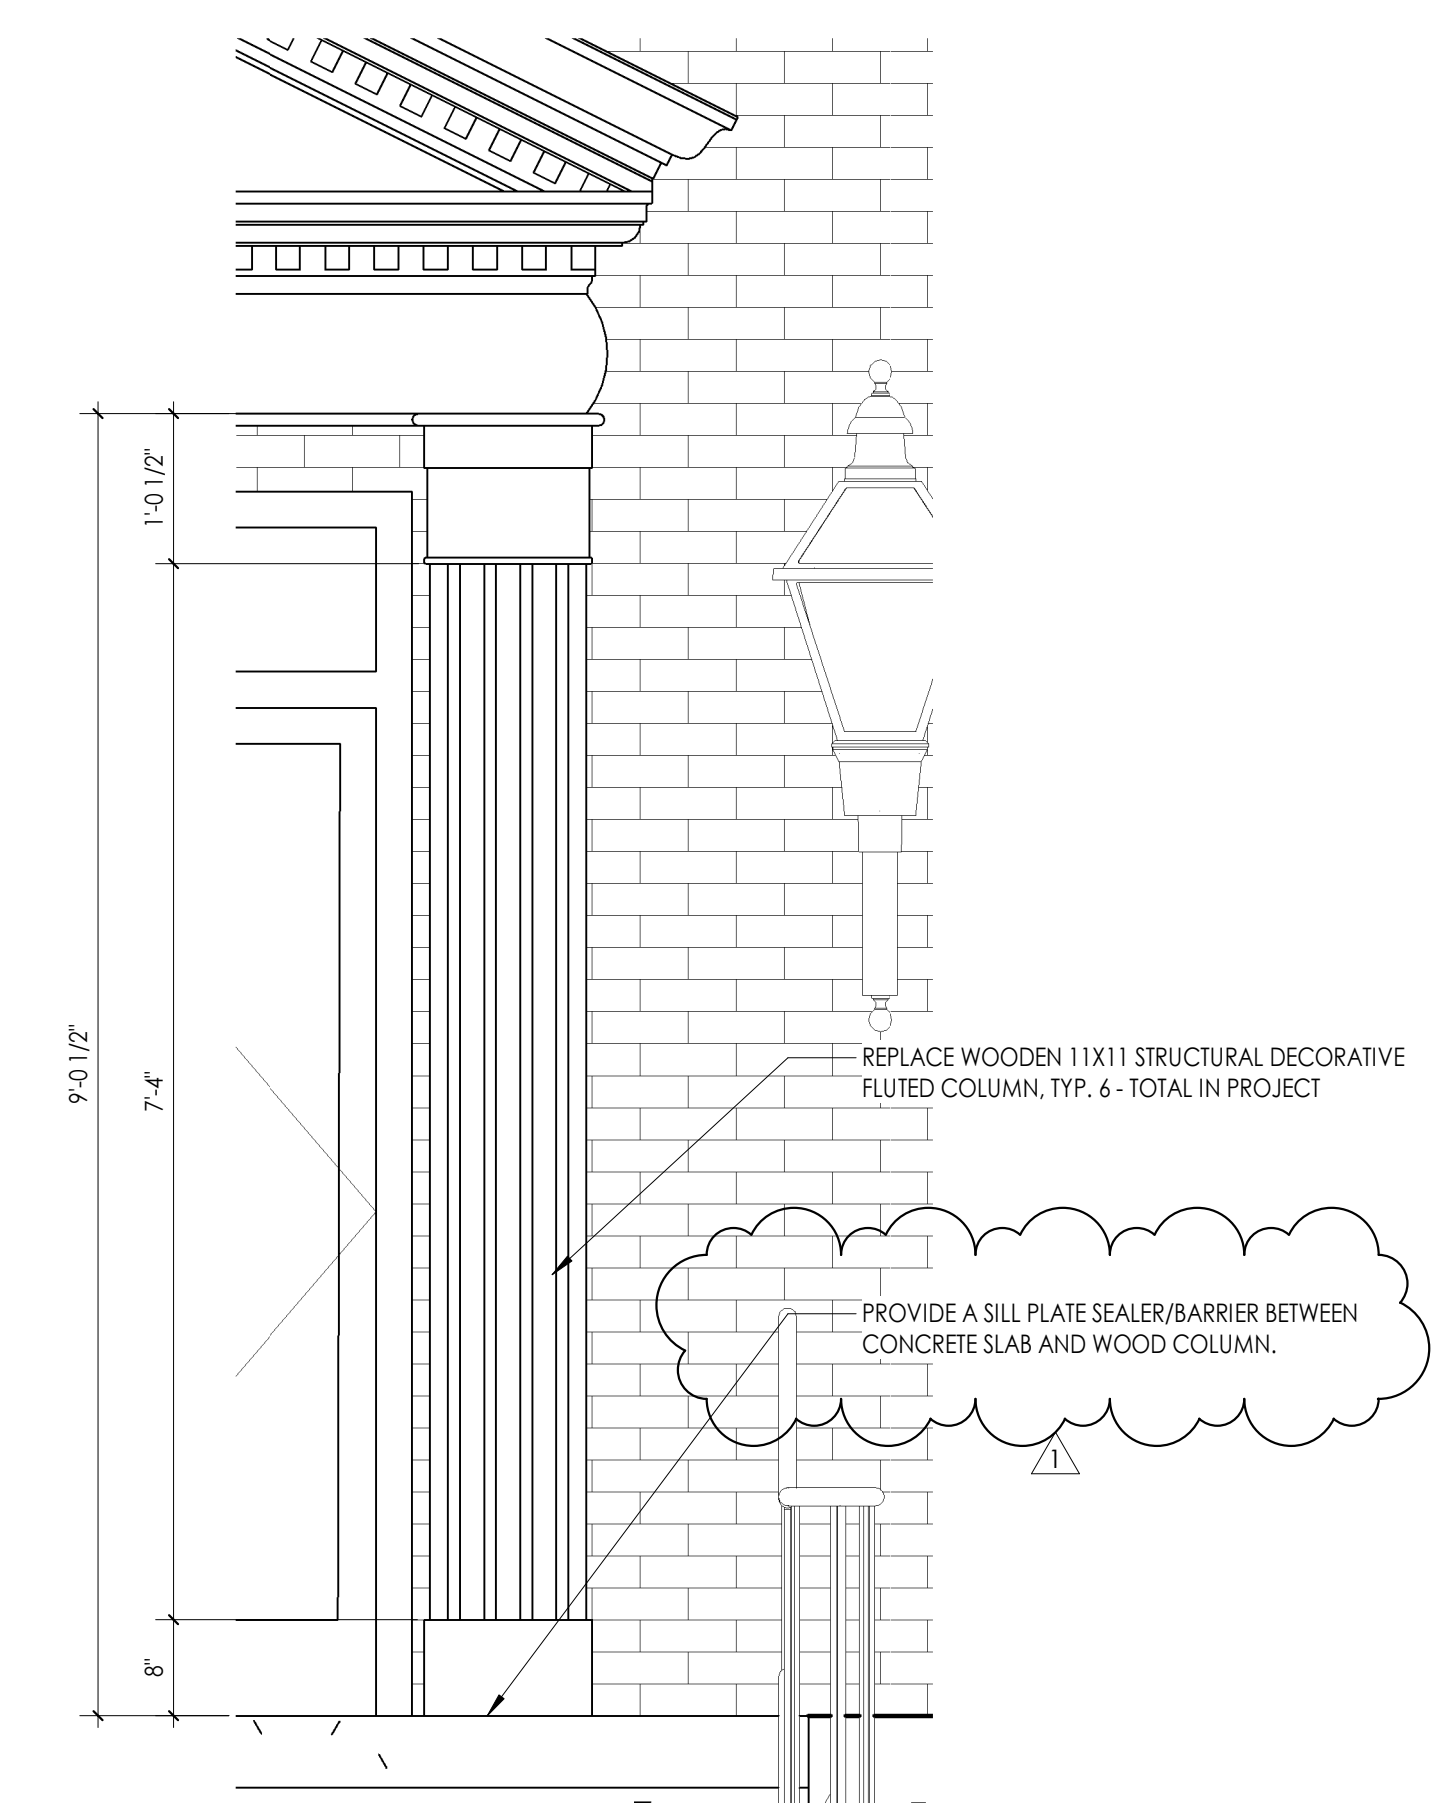 1'-0 1/2"
9'-0 1/2"
7'-4"
REPLACE WOODEN 11X11 STRUCTURAL DECORATIVE
FLUTED COLUMN, TYP. 6 - TOTAL IN PROJECT
PROVIDE A SILL PLATE SEALER/BARRIER BETWEEN
CONCRETE SLAB AND WOOD COLUMN.
1
8"